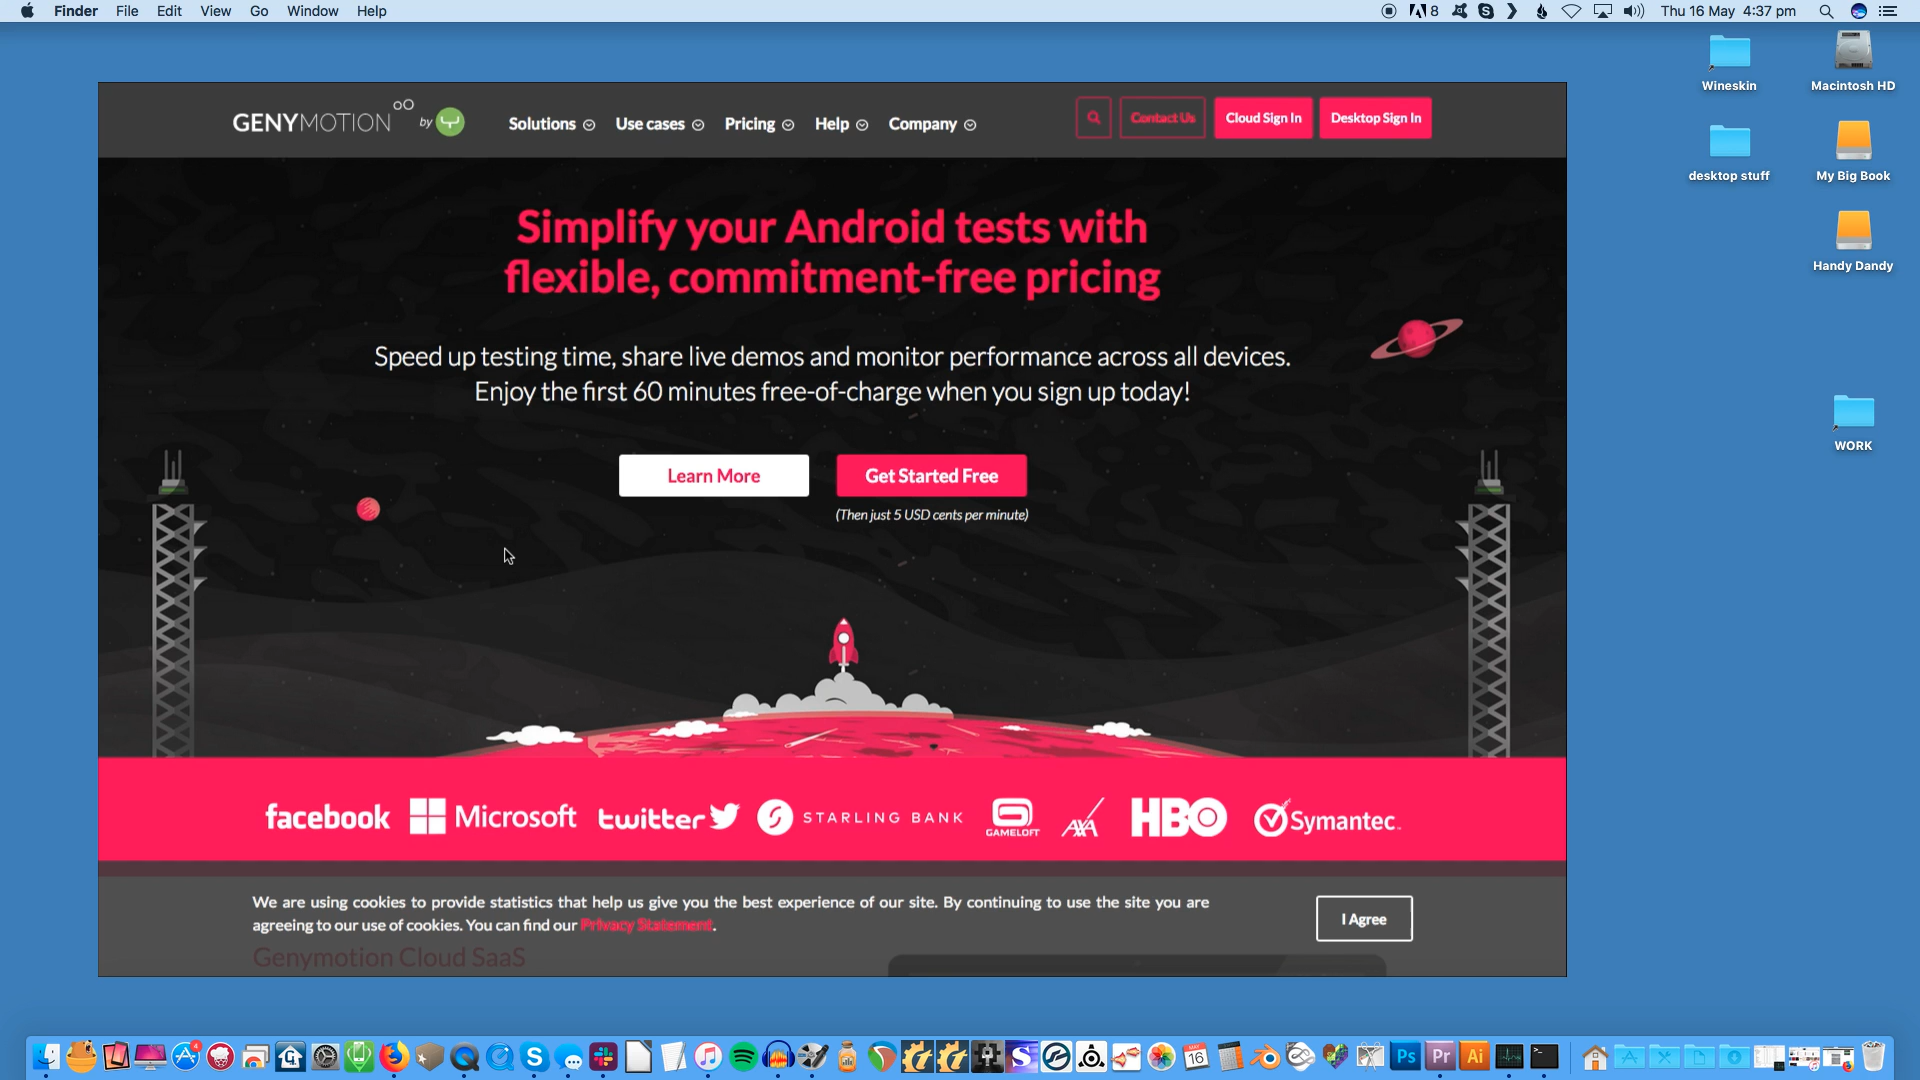 Finder File Edit View Go Window Help
8 Thu 16 May 4:37 pm
Wineskin
Macintosh HD
desktop stuff
My Big Book
Handy Dandy
WORK
GENYMOTION by
Solutions Use cases Pricing Help Company
Contact Us Cloud Sign In Desktop Sign In
Simplify your Android tests with
flexible, commitment-free pricing
Speed up testing time, share live demos and monitor performance across all devices.
Enjoy the first 60 minutes free-of-charge when you sign up today!
Learn More
Get Started Free
(Then just 5 USD cents per minute)
facebook Microsoft twitter STARLING BANK GAMELOFT AXA HBO Symantec.
We are using cookies to provide statistics that help us give you the best experience of our site. By continuing to use the site you are
agreeing to our use of cookies. You can find our Privacy Statement.
I Agree
Genymotion Cloud SaaS
4
16
Ps Pr Ai